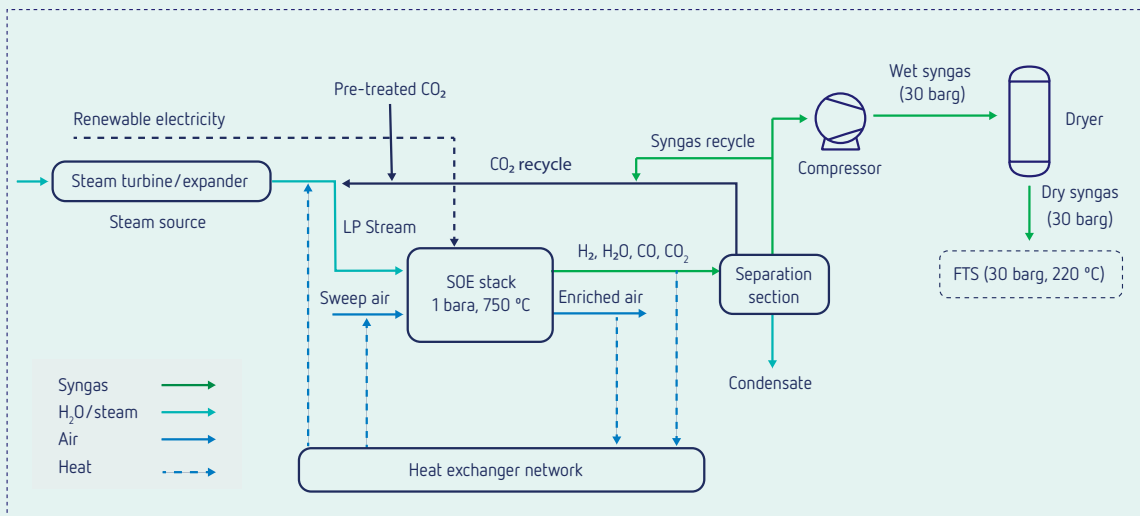 Wet syngas
(30 barg)
Pre-treated CO₂
Renewable electricity
Dryer
Syngas recycle
CO₂ recycle
Compressor
Steam turbine/expander
Dry syngas
(30 barg)
Steam source
LP Stream
H₂, H₂O, CO, CO₂
FTS (30 barg, 220 ºC)
SOE stack
1 bara, 750 ºC
Separation
section
Sweep air
Enriched air
Condensate
Syngas
H₂O/steam
Air
Heat
Heat exchanger network